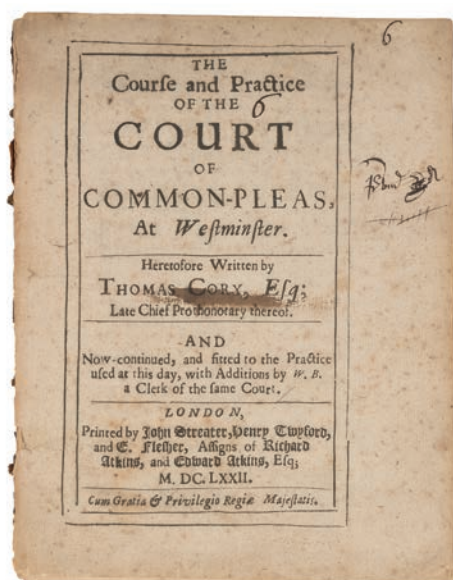 6
THE
Courſe and Practice
OF THE
6
COURT
OF
COMMON-PLEAS,
At Weſtminſter.
Heretofore Written by
THOMAS CORY, Eſq;
Late Chief Prothonotary thereof.
AND
Now continued, and fitted to the Practice
uſed at this day, with Additions by W. B.
a Clerk of the ſame Court.
LONDON,
Printed by John Streater, Henry Twyford,
and E. Fleſher, Aſſigns of Richard
Atkins, and Edward Atkins, Eſq;
M. DC. LXXII.
Cum Gratia & Privilegio Regiæ Majeſtatis.